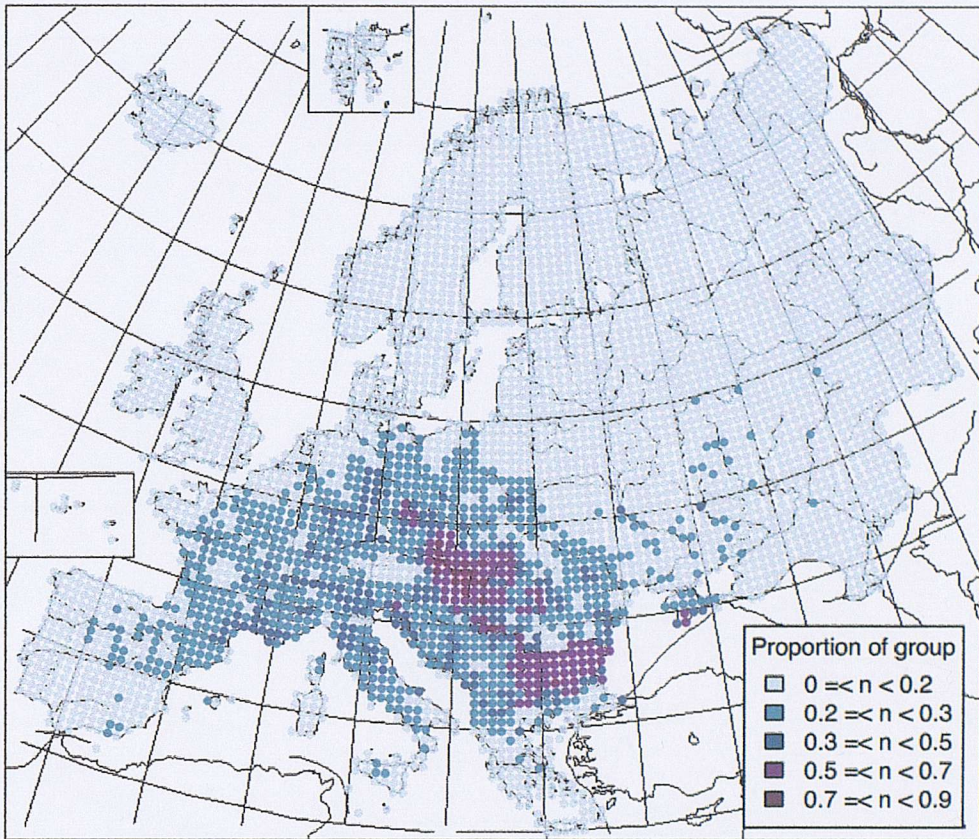 Proportion of group
0 =< n < 0.2
0.2 =< n < 0.3
0.3 =< n < 0.5
0.5 =< n < 0.7
0.7 =< n < 0.9